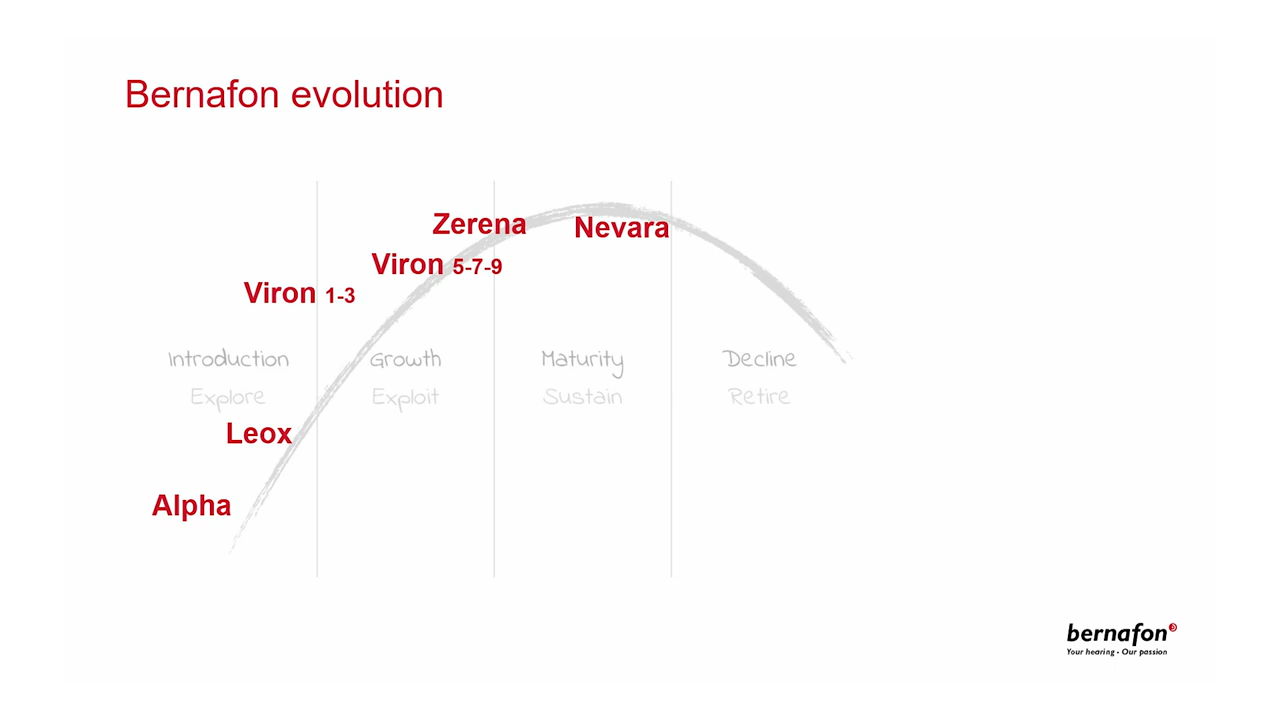 Bernafon evolution
Zerena
Nevara
Viron 5-7-9
Viron 1-3
Introduction
Growth
Maturity
Decline
Explore
Exploit
Sustain
Retire
Leox
Alpha
bernafon
Your hearing • Our passion